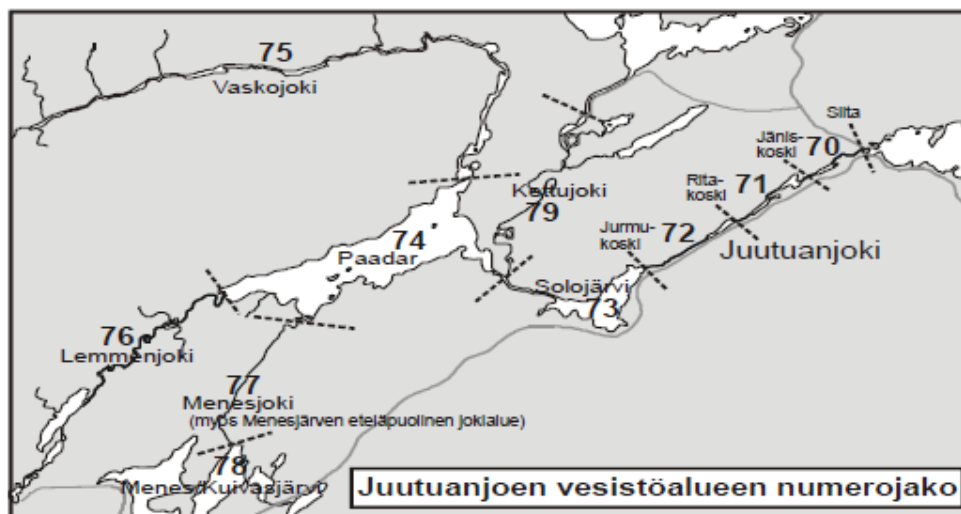 75
Vaskojoki
Silta
Jänis-
koski
70
Kettujoki
79
Rita-
koski
71
Jurmu-
koski
72
Juutuanjoki
74
Paadar
Solojärvi
73
76
Lemmenjoki
77
Menesjoki
(myös Menesjärven eteläpuolinen jokialue)
78
Menes/Kuivasjärvi
Juutuanjoen vesistöalueen numerojako